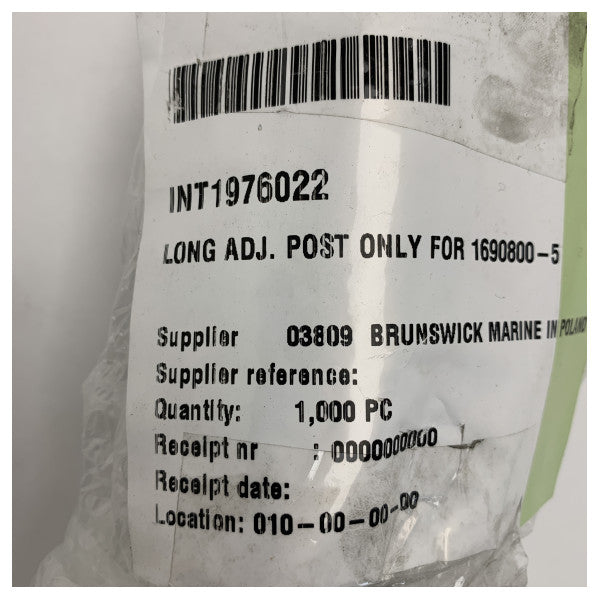 INT1976022
LONG ADJ. POST ONLY FOR 1690800-5
Supplier 03809 BRUNSWICK MARINE IN POLAND
Supplier reference:
Quantity: 1,000 PC
Receipt nr : 0000000000
Receipt date:
Location: 010-00-00-00